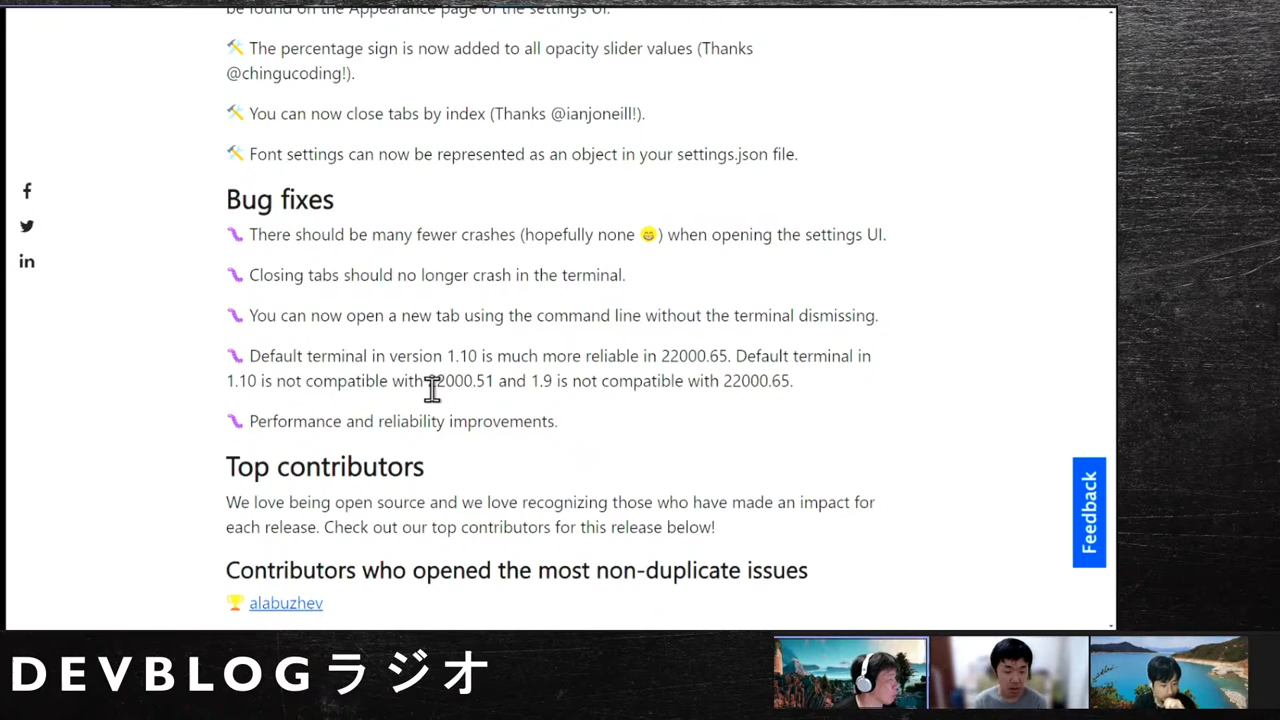 be found on the Appearance page of the settings UI.
The percentage sign is now added to all opacity slider values (Thanks
@chingucoding!).
You can now close tabs by index (Thanks @ianjoneill!).
Font settings can now be represented as an object in your settings.json file.
Bug fixes
There should be many fewer crashes (hopefully none 😄) when opening the settings UI.
Closing tabs should no longer crash in the terminal.
You can now open a new tab using the command line without the terminal dismissing.
Default terminal in version 1.10 is much more reliable in 22000.65. Default terminal in
1.10 is not compatible with 22000.51 and 1.9 is not compatible with 22000.65.
Performance and reliability improvements.
Top contributors
We love being open source and we love recognizing those who have made an impact for
each release. Check out our top contributors for this release below!
Contributors who opened the most non-duplicate issues
alabuzhev
Feedback
DEVBLOGラジオ